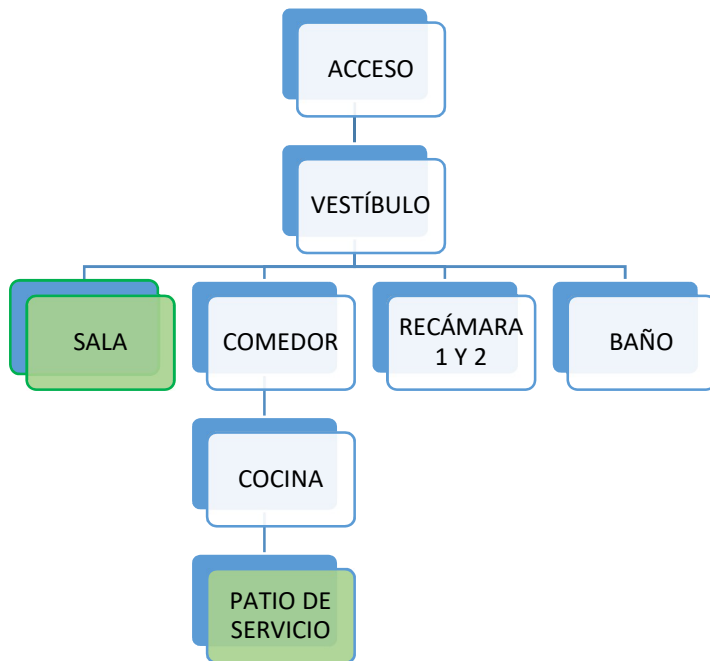 ACCESO
VESTÍBULO
SALA
COMEDOR
RECÁMARA
1 Y 2
BAÑO
COCINA
PATIO DE
SERVICIO